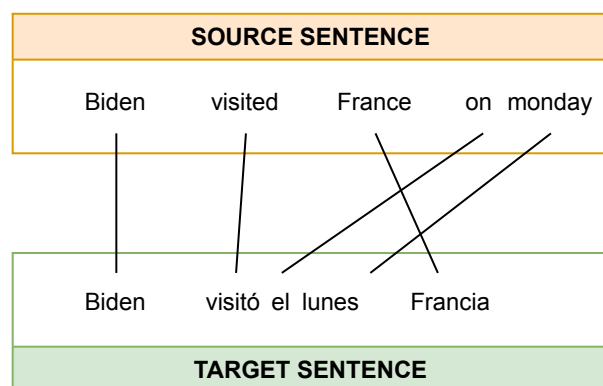 SOURCE SENTENCE
Biden visited France on monday
Biden visitó el lunes Francia
TARGET SENTENCE